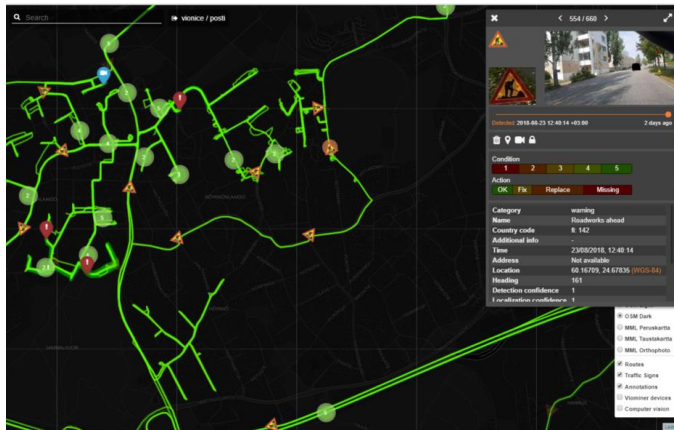 Search
vionice / posti
554 / 660
Detected 2018-08-23 12:40:14 +03:00
2 days ago
Condition
1 2 3 4 5
Action
OK Fix Replace Missing
Category warning
Name Roadworks ahead
Country code fi: 142
Additional info -
Time 23/08/2018, 12:40:14
Address Not available
Location 60.16709, 24.67835 (WGS-84)
Heading 161
Detection confidence 1
Localization confidence 1
OSM Dark
MML Peruskartta
MML Taustakartta
MML Orthophoto
Routes
Traffic Signs
Annotations
Viominer devices
Computer vision